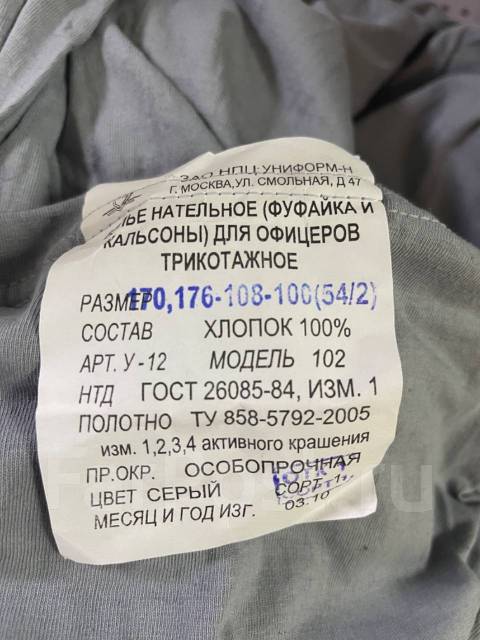 ЗАО НПЦ УНИФОРМ-Н
Г. МОСКВА,УЛ. СМОЛЬНАЯ, Д 47
НАТЕЛЬНОЕ (ФУФАЙКА И
КАЛЬСОНЫ) ДЛЯ ОФИЦЕРОВ
ТРИКОТАЖНОЕ
РАЗМЕР 170,176-108-100(54/2)
СОСТАВ ХЛОПОК 100%
АРТ. У-12 МОДЕЛЬ 102
НТД ГОСТ 26085-84, ИЗМ. 1
ПОЛОТНО ТУ 858-5792-2005
изм. 1,2,3,4 активного крашения
ПР.ОКР. ОСОБОПРОЧНАЯ
ЦВЕТ СЕРЫЙ СОРТ-1
МЕСЯЦ И ГОД ИЗГ. 03.10